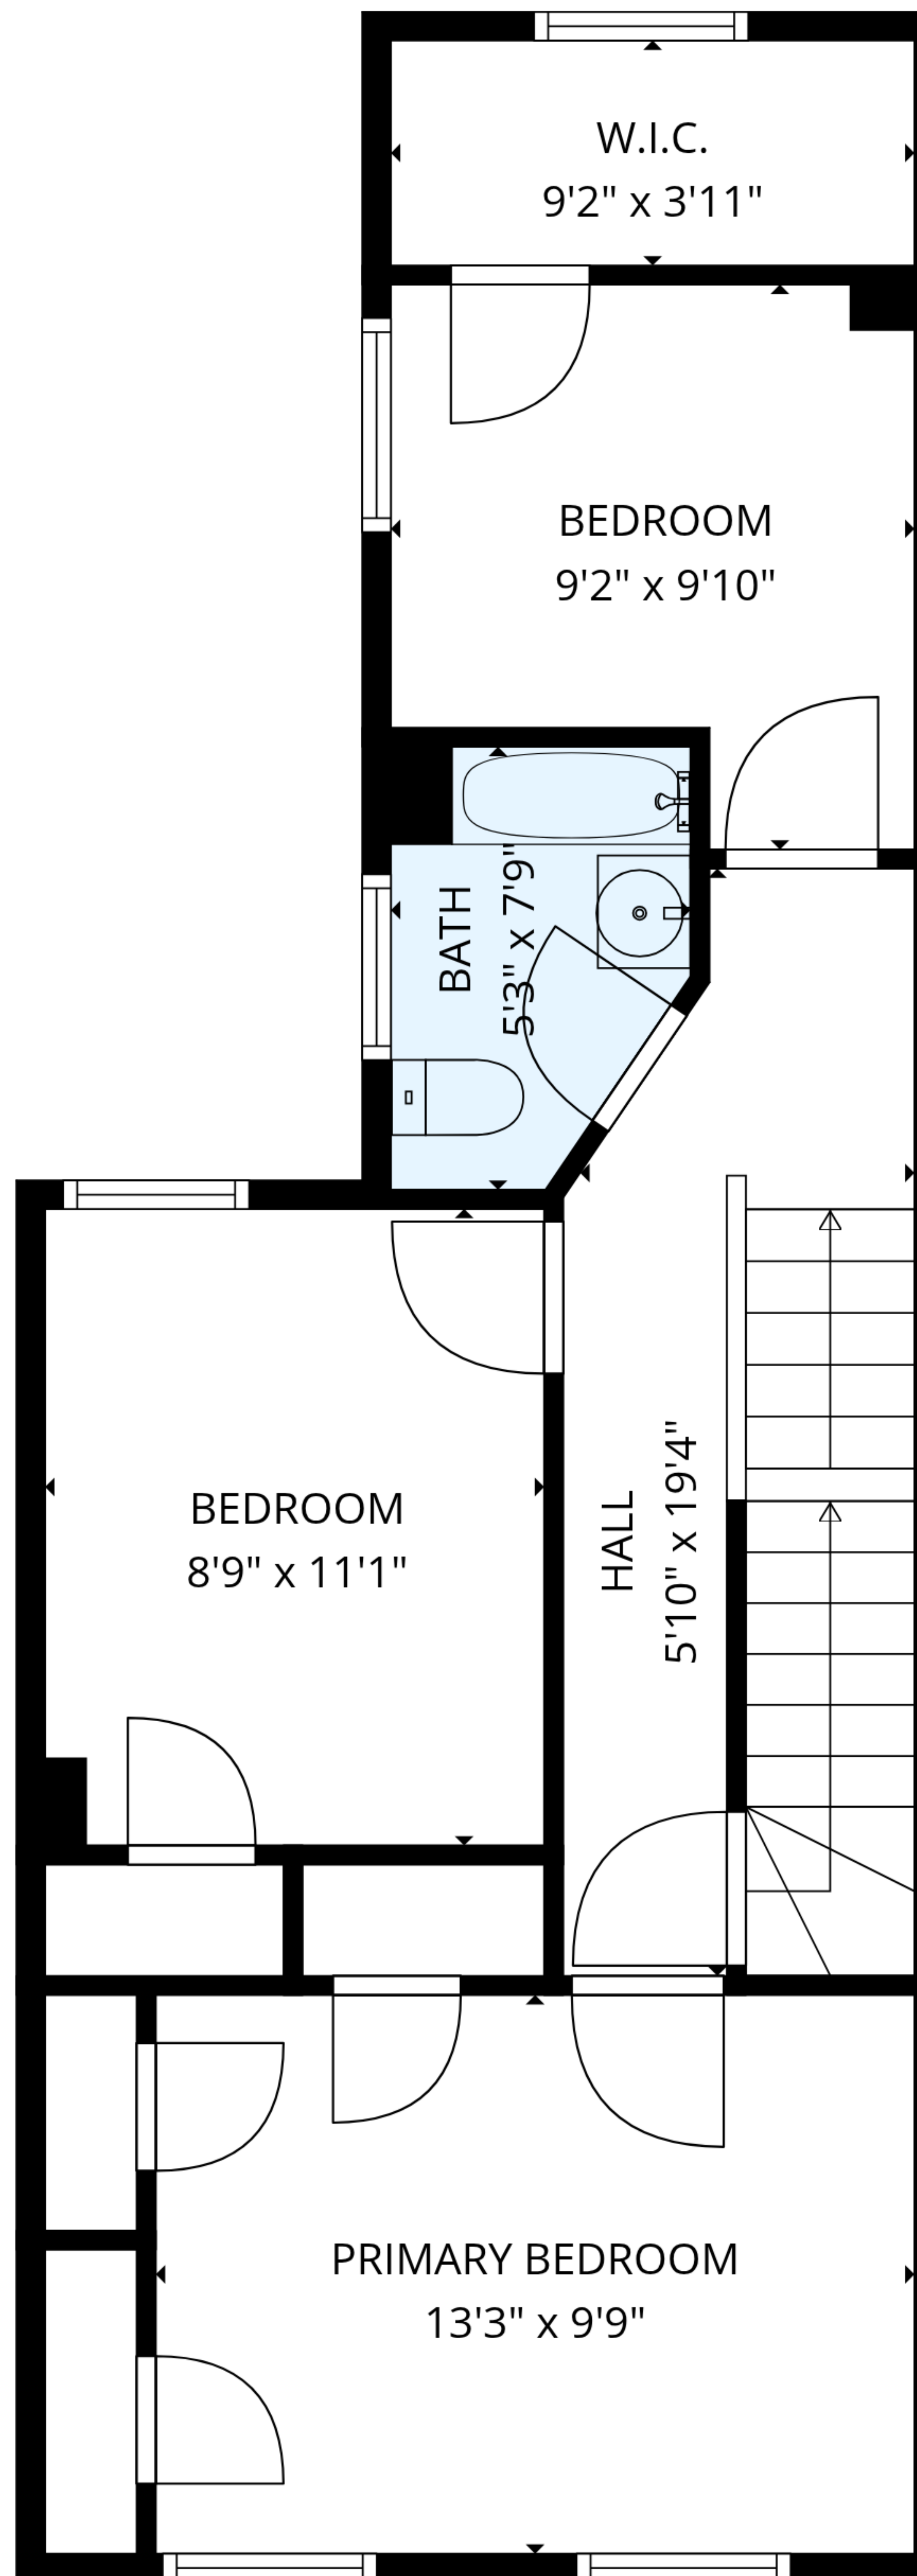 W.I.C.
9'2" x 3'11"
BEDROOM
9'2" x 9'10"
BATH
5'3" x 7'9"
BEDROOM
8'9" x 11'1"
HALL
5'10" x 19'4"
PRIMARY BEDROOM
13'3" x 9'9"